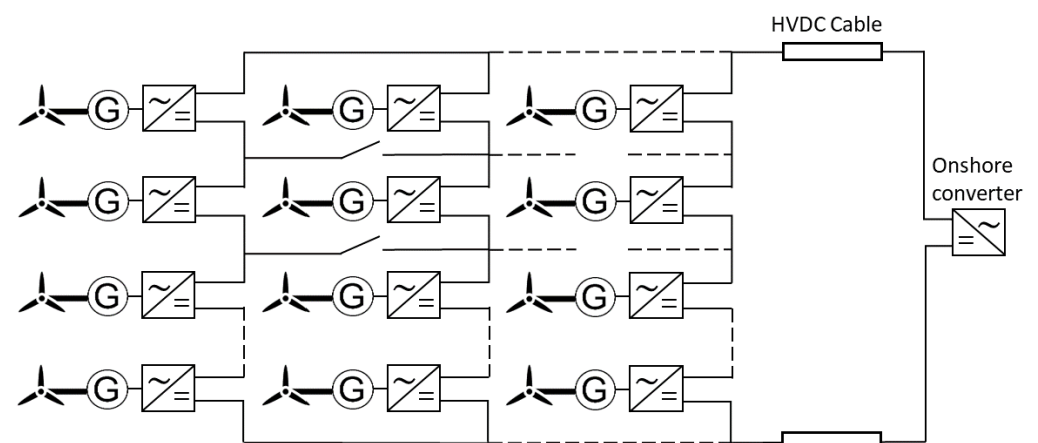 HVDC Cable
G G G
Onshore
converter
G G G
G G G
G G G